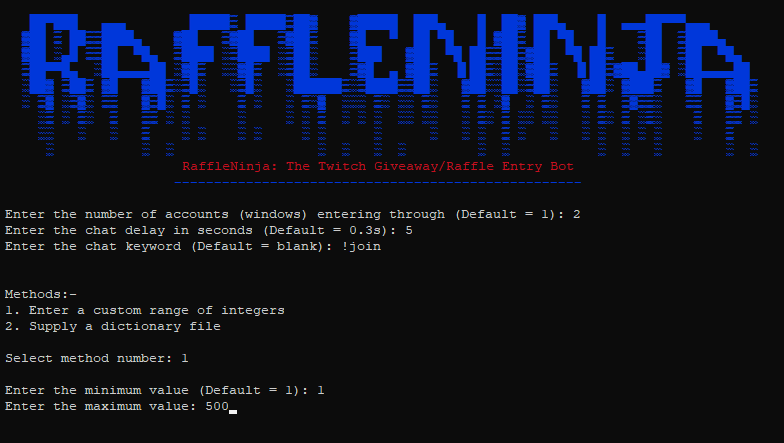 RAFFLENINJA
RaffleNinja: The Twitch Giveaway/Raffle Entry Bot
Enter the number of accounts (windows) entering through (Default = 1): 2
Enter the chat delay in seconds (Default = 0.3s): 5
Enter the chat keyword (Default = blank): !join
Methods:-
1. Enter a custom range of integers
2. Supply a dictionary file
Select method number: 1
Enter the minimum value (Default = 1): 1
Enter the maximum value: 500